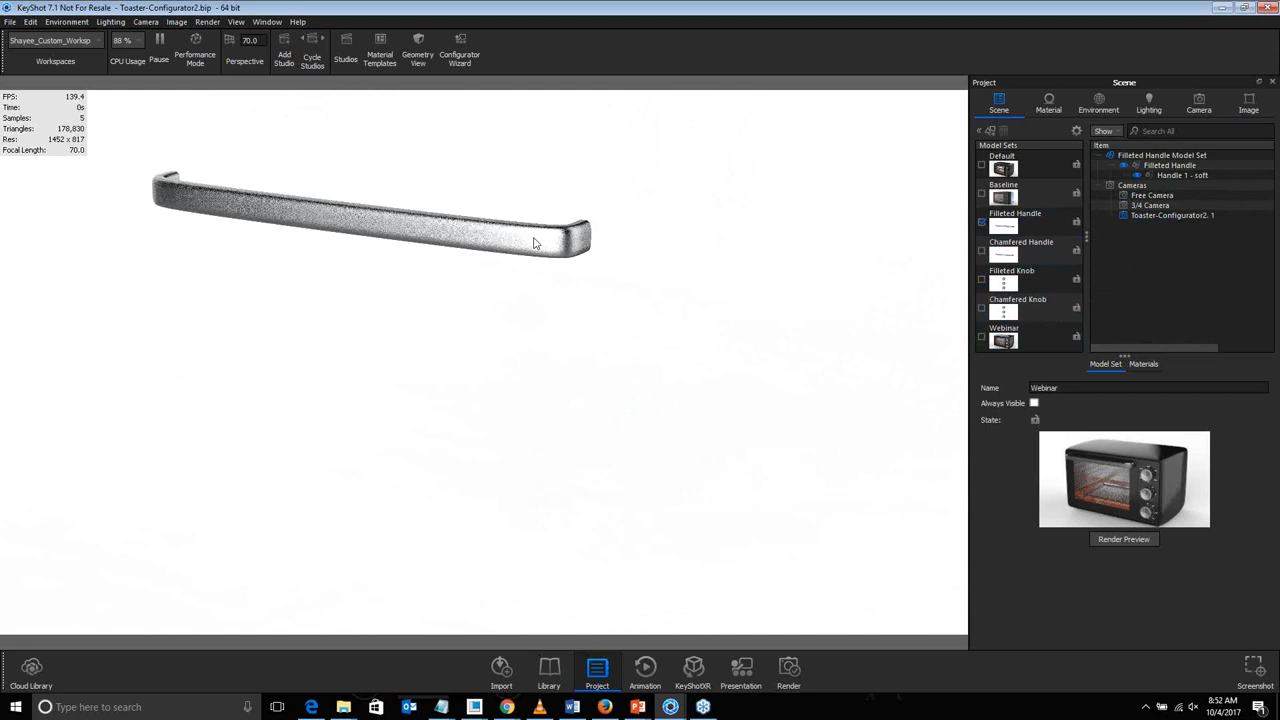 KeyShot 7.1 Not For Resale - Toaster-Configurator2.bip - 64 bit
File Edit Environment Lighting Camera Image Render View Window Help
Shayee_Custom_Worksp 88 % 70.0
Workspaces CPU Usage Pause Performance Mode Perspective Add Studio Cycle Studios Studios Material Templates Geometry View Configurator Wizard
FPS: 139.4
Time: 0s
Samples: 5
Triangles: 178,830
Res: 1452 x 817
Focal Length: 70.0
Project Scene
Scene Material Environment Lighting Camera Image
Show Search All
Model Sets
Default
Baseline
Filleted Handle
Chamfered Handle
Filleted Knob
Chamfered Knob
Webinar
Item
Filleted Handle Model Set
Filleted Handle
Handle 1 - soft
Cameras
Free Camera
3/4 Camera
Toaster-Configurator2. 1
Model Set Materials
Name Webinar
Always Visible
State:
Render Preview
Cloud Library Import Library Project Animation KeyShotXR Presentation Render Screenshot
Type here to search
8:52 AM
10/4/2017